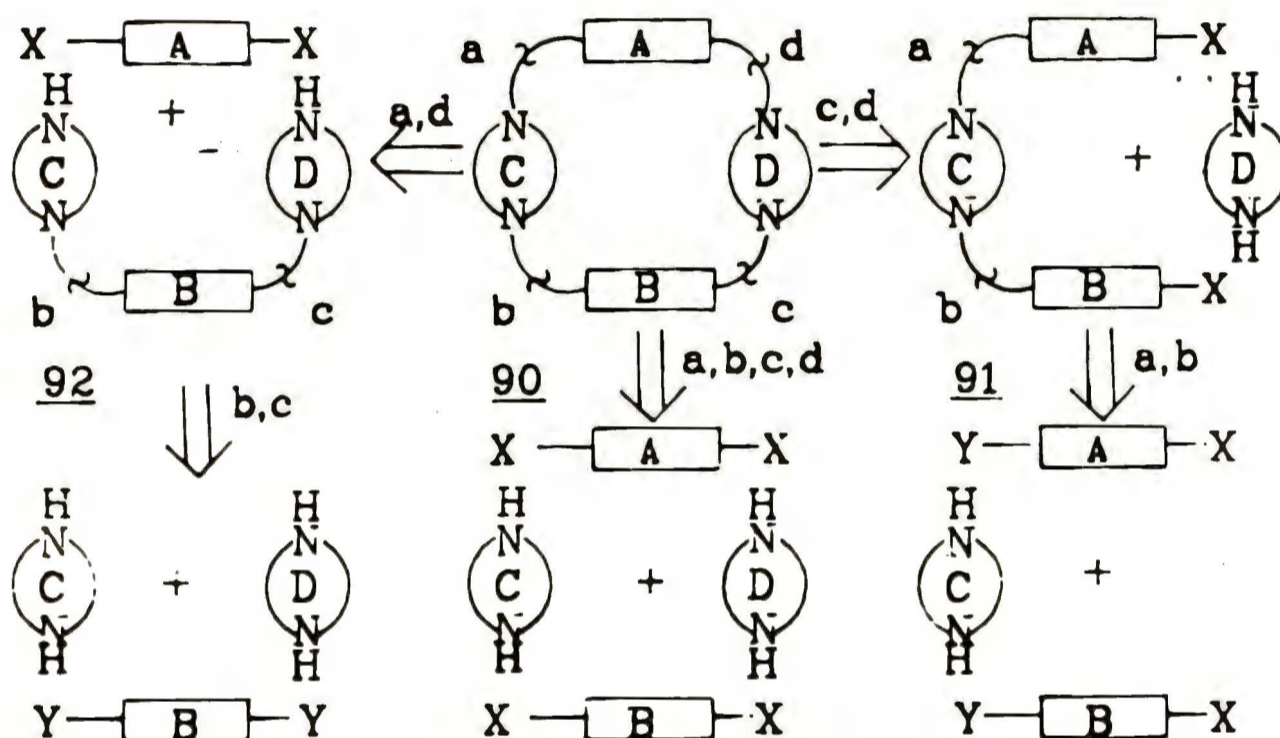 X A X a A d a A X
H H a,d c,d H
N + N N N N N
C D C D C + D
N N N N N N
H
b B c b B c b B X
92 b,c 90 a,b,c,d 91 a,b
X A X Y A X
H H H H H
N N N N N
C + D C + D C +
N N N N N
H H H H H
Y B Y X B X Y B X